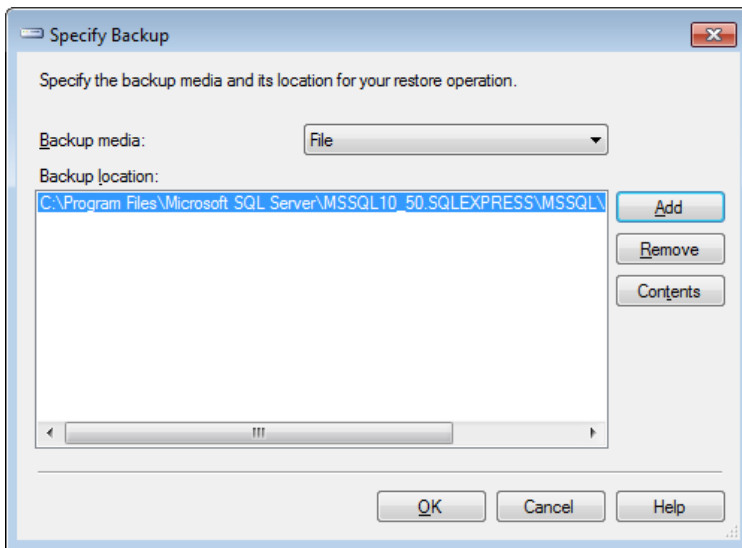 Specify Backup
Specify the backup media and its location for your restore operation.
Backup media:
File
Backup location:
C:\Program Files\Microsoft SQL Server\MSSQL10_50.SQLEXPRESS\MSSQL\
Add
Remove
Contents
OK
Cancel
Help